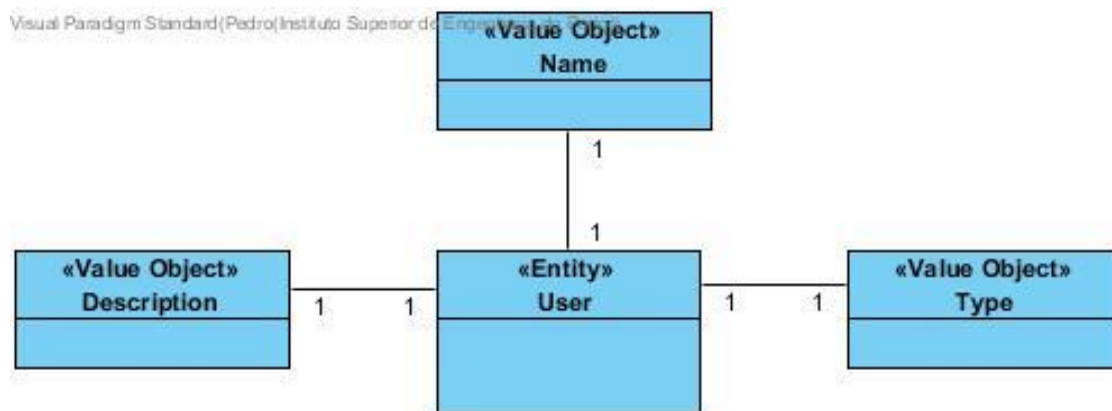 Visual Paradigm Standard(Pedro(Instituto Superior de
«Value Object»
Name
1
1
«Value Object»
Description
1
1
«Entity»
User
1
1
«Value Object»
Type